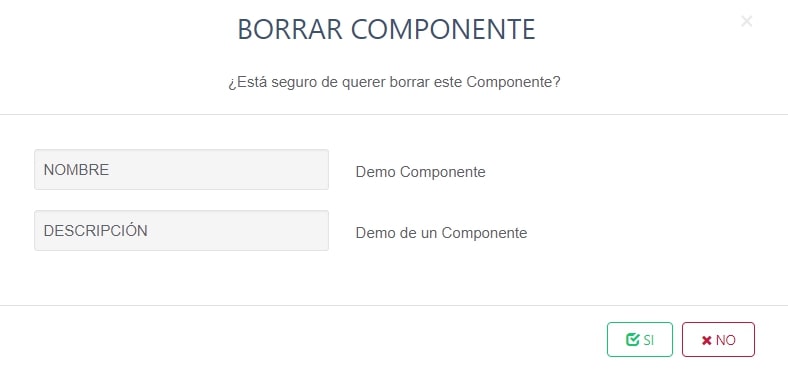 BORRAR COMPONENTE
¿Está seguro de querer borrar este Componente?
NOMBRE Demo Componente
DESCRIPCIÓN Demo de un Componente
SI NO